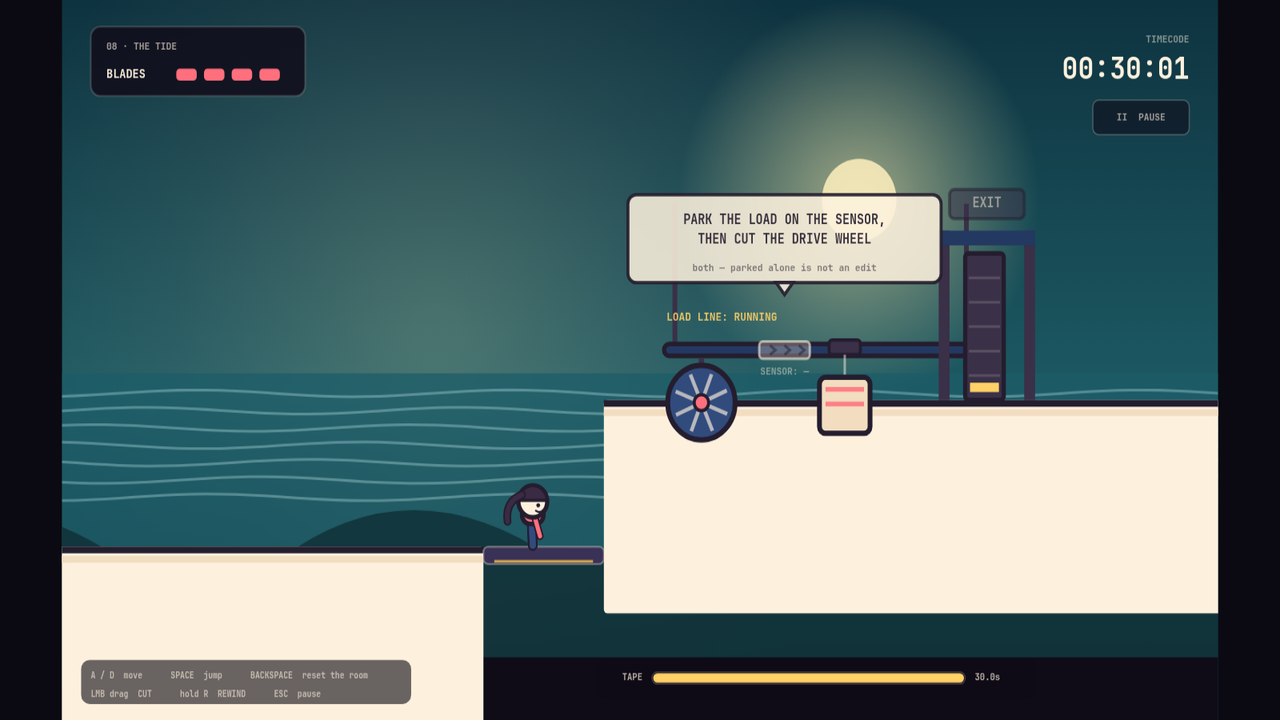 08 · THE TIDE
BLADES
TIMECODE
00:30:01
II PAUSE
EXIT
PARK THE LOAD ON THE SENSOR,
THEN CUT THE DRIVE WHEEL
both — parked alone is not an edit
LOAD LINE: RUNNING
SENSOR: —
A / D move SPACE jump BACKSPACE reset the room
LMB drag CUT hold R REWIND ESC pause
TAPE 30.0s